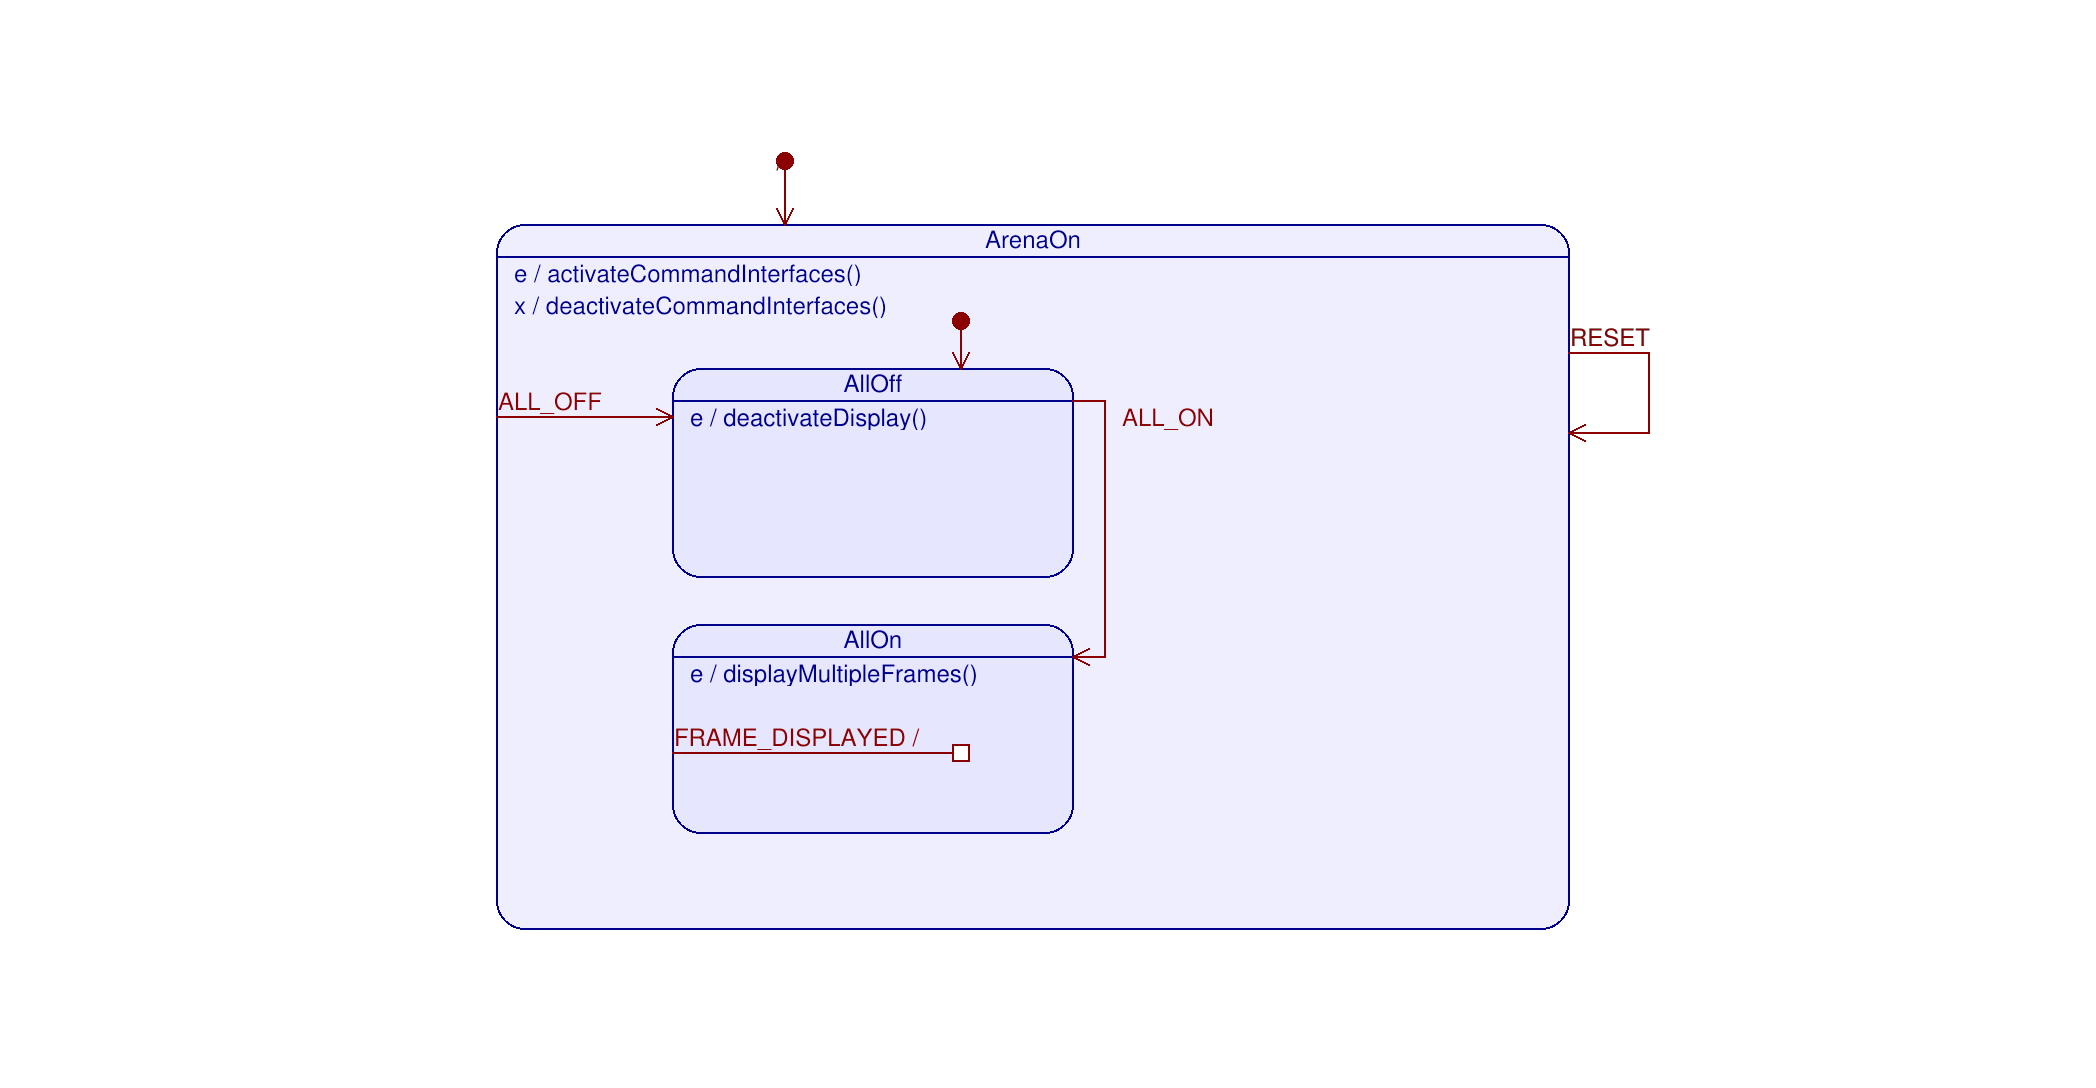 ArenaOn
e / activateCommandInterfaces()
x / deactivateCommandInterfaces()
RESET
AllOff
ALL_OFF
e / deactivateDisplay()
ALL_ON
AllOn
e / displayMultipleFrames()
FRAME_DISPLAYED /